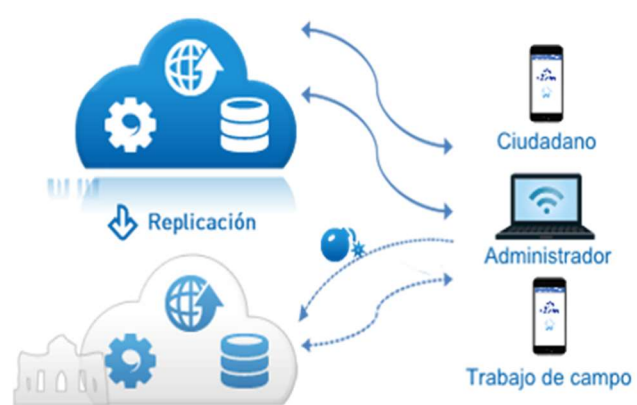 Ciudadano
Replicación
Administrador
Trabajo de campo